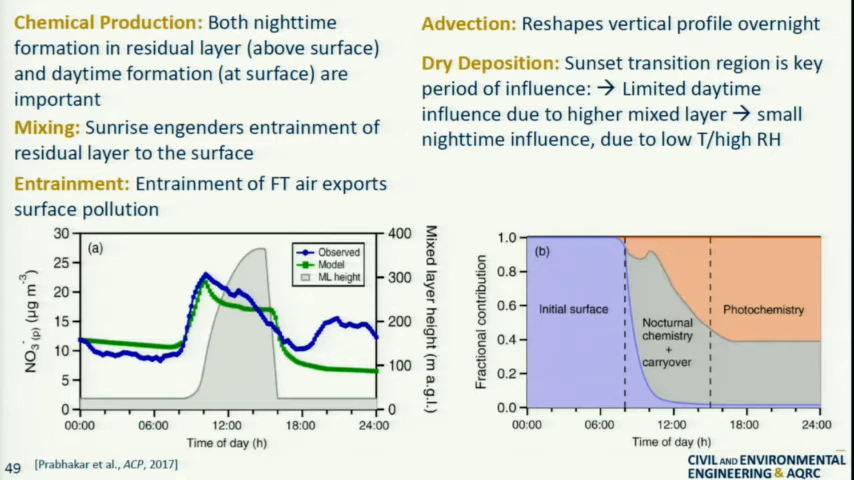 Chemical Production: Both nighttime
formation in residual layer (above surface)
and daytime formation (at surface) are
important
Mixing: Sunrise engenders entrainment of
residual layer to the surface
Entrainment: Entrainment of FT air exports
surface pollution
Advection: Reshapes vertical profile overnight
Dry Deposition: Sunset transition region is key
period of influence: → Limited daytime
influence due to higher mixed layer → small
nighttime influence, due to low T/high RH
(a)
Observed
Model
ML height
30
25
20
15
10
5
0
NO3⁻(p) (μg m⁻³)
400
300
200
100
0
Mixed layer height (m a.g.l.)
00:00 06:00 12:00 18:00 24:00
Time of day (h)
(b)
Initial surface
Nocturnal
chemistry
+
carryover
Photochemistry
1.0
0.8
0.6
0.4
0.2
0.0
Fractional contribution
00:00 06:00 12:00 18:00 24:00
Time of day (h)
49 [Prabhakar et al., ACP, 2017]
CIVIL AND ENVIRONMENTAL
ENGINEERING & AQRC